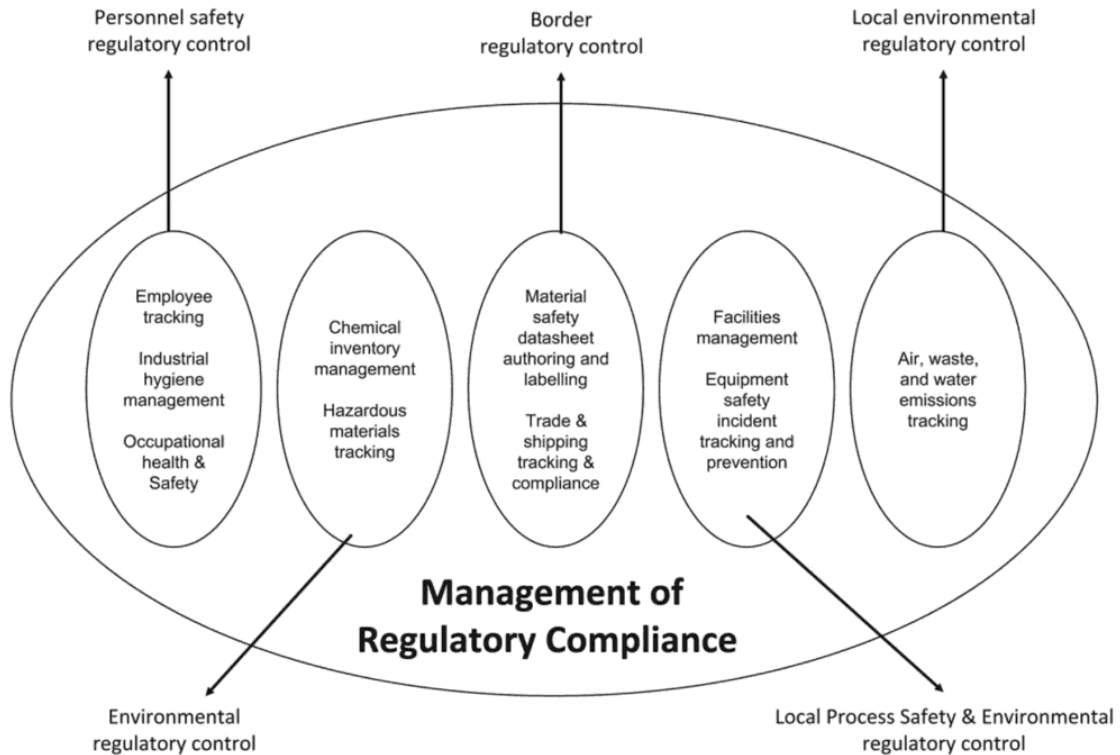 Personnel safety
regulatory control
Border
regulatory control
Local environmental
regulatory control
Employee
tracking
Industrial
hygiene
management
Occupational
health &
Safety
Chemical
inventory
management
Hazardous
materials
tracking
Material
safety
datasheet
authoring and
labelling
Trade &
shipping
tracking &
compliance
Facilities
management
Equipment
safety
incident
tracking and
prevention
Air, waste,
and water
emissions
tracking
Management of
Regulatory Compliance
Environmental
regulatory control
Local Process Safety & Environmental
regulatory control